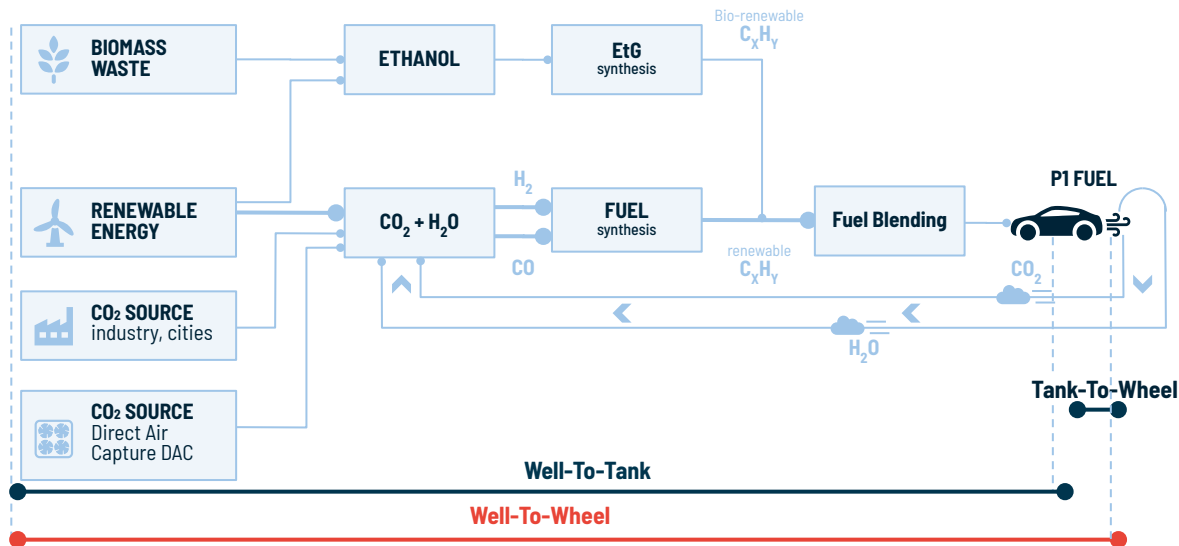 BIOMASS
WASTE
ETHANOL
EtG
synthesis
Bio-renewable
CXHY
RENEWABLE
ENERGY
CO2 + H2O
H2
CO
FUEL
synthesis
renewable
CXHY
Fuel Blending
P1 FUEL
CO2
H2O
CO2 SOURCE
industry, cities
CO2 SOURCE
Direct Air
Capture DAC
Tank-To-Wheel
Well-To-Tank
Well-To-Wheel